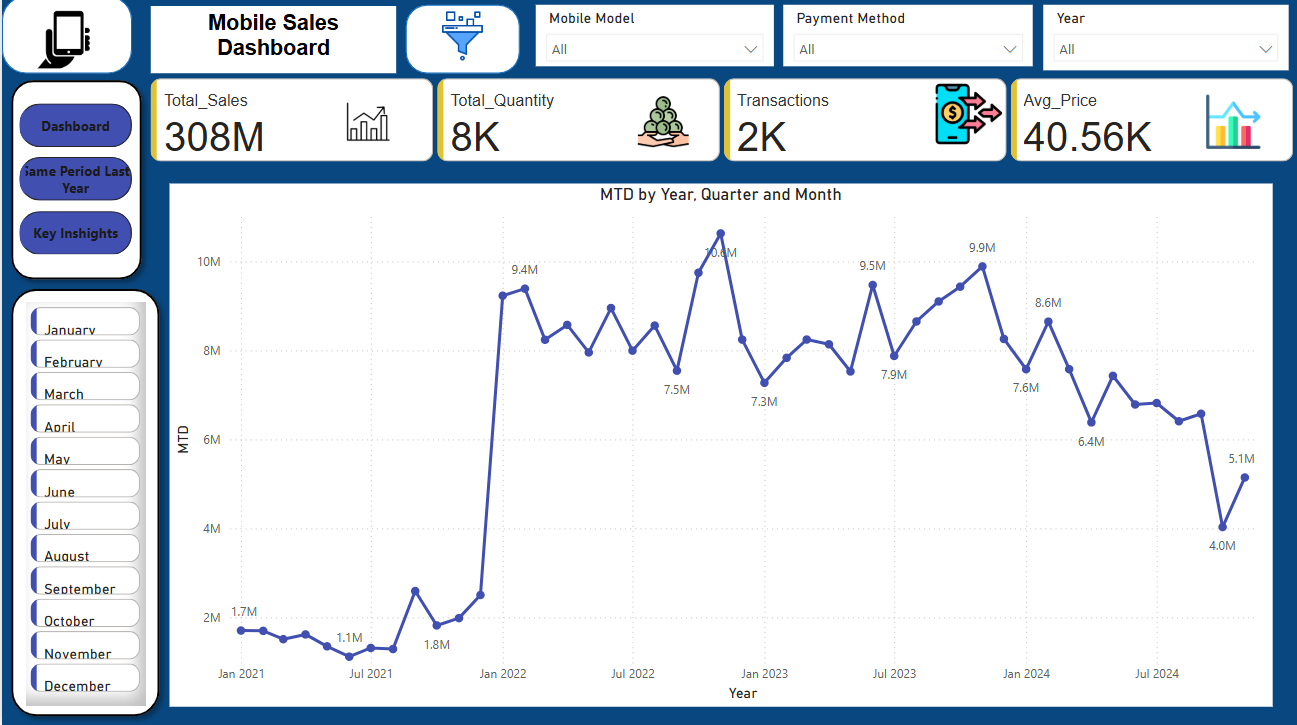 Mobile Sales
Dashboard
Mobile Model
All
Payment Method
All
Year
All
Dashboard
Same Period Last
Year
Key Inshights
Total_Sales
308M
Total_Quantity
8K
Transactions
$
2K
Avg_Price
40.56K
January
February
March
April
May
June
July
August
September
October
November
December
MTD by Year, Quarter and Month
MTD
10M
8M
6M
4M
2M
1.7M
1.1M
1.8M
9.4M
7.5M
10.6M
7.3M
9.5M
7.9M
9.9M
7.6M
8.6M
6.4M
4.0M
5.1M
Jan 2021
Jul 2021
Jan 2022
Jul 2022
Jan 2023
Jul 2023
Jan 2024
Jul 2024
Year